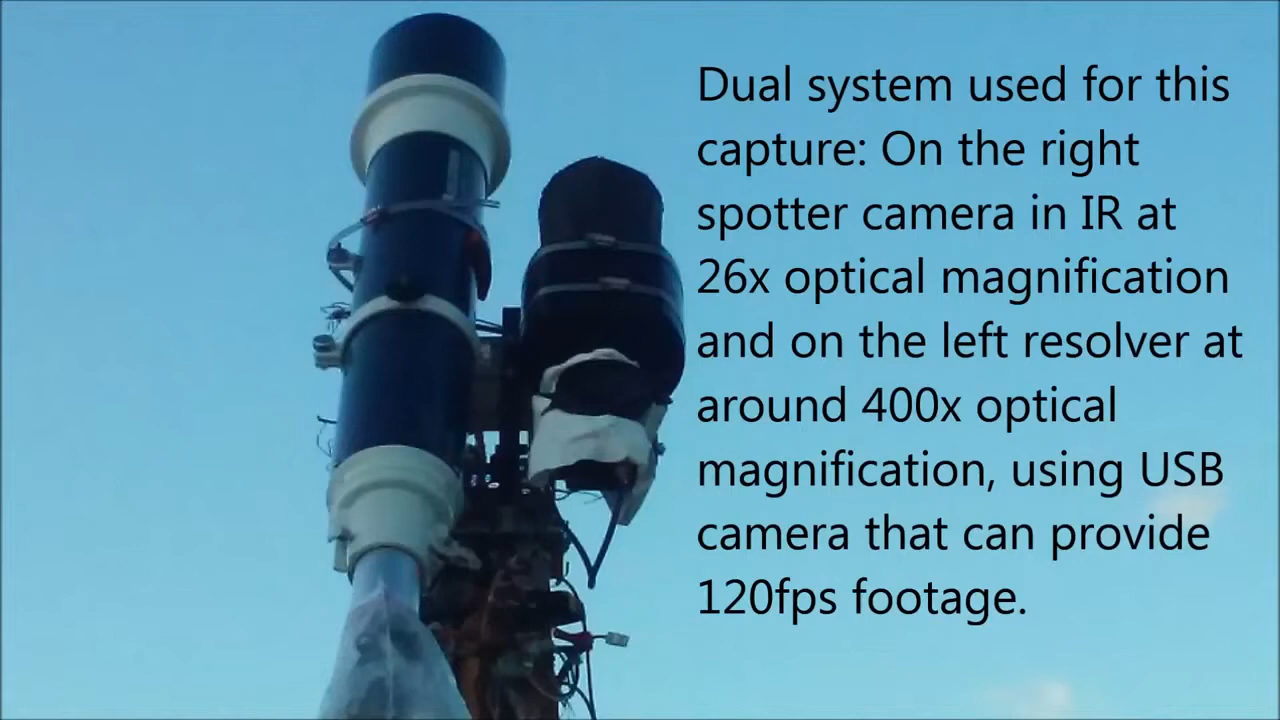 Dual system used for this
capture: On the right
spotter camera in IR at
26x optical magnification
and on the left resolver at
around 400x optical
magnification, using USB
camera that can provide
120fps footage.